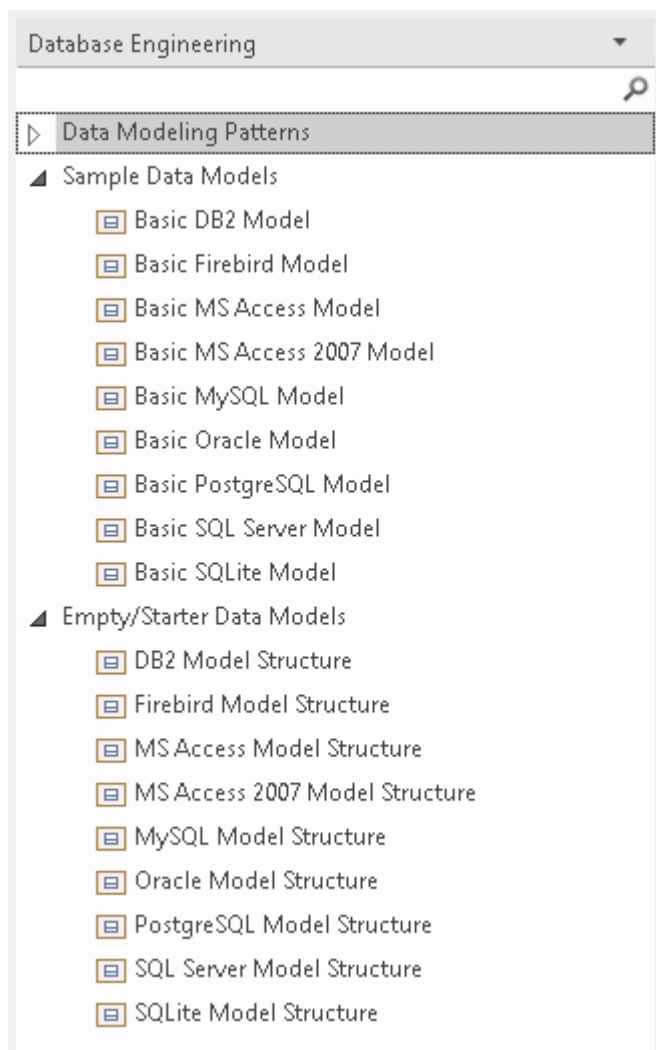 Database Engineering
Data Modeling Patterns
Sample Data Models
Basic DB2 Model
Basic Firebird Model
Basic MS Access Model
Basic MS Access 2007 Model
Basic MySQL Model
Basic Oracle Model
Basic PostgreSQL Model
Basic SQL Server Model
Basic SQLite Model
Empty/Starter Data Models
DB2 Model Structure
Firebird Model Structure
MS Access Model Structure
MS Access 2007 Model Structure
MySQL Model Structure
Oracle Model Structure
PostgreSQL Model Structure
SQL Server Model Structure
SQLite Model Structure